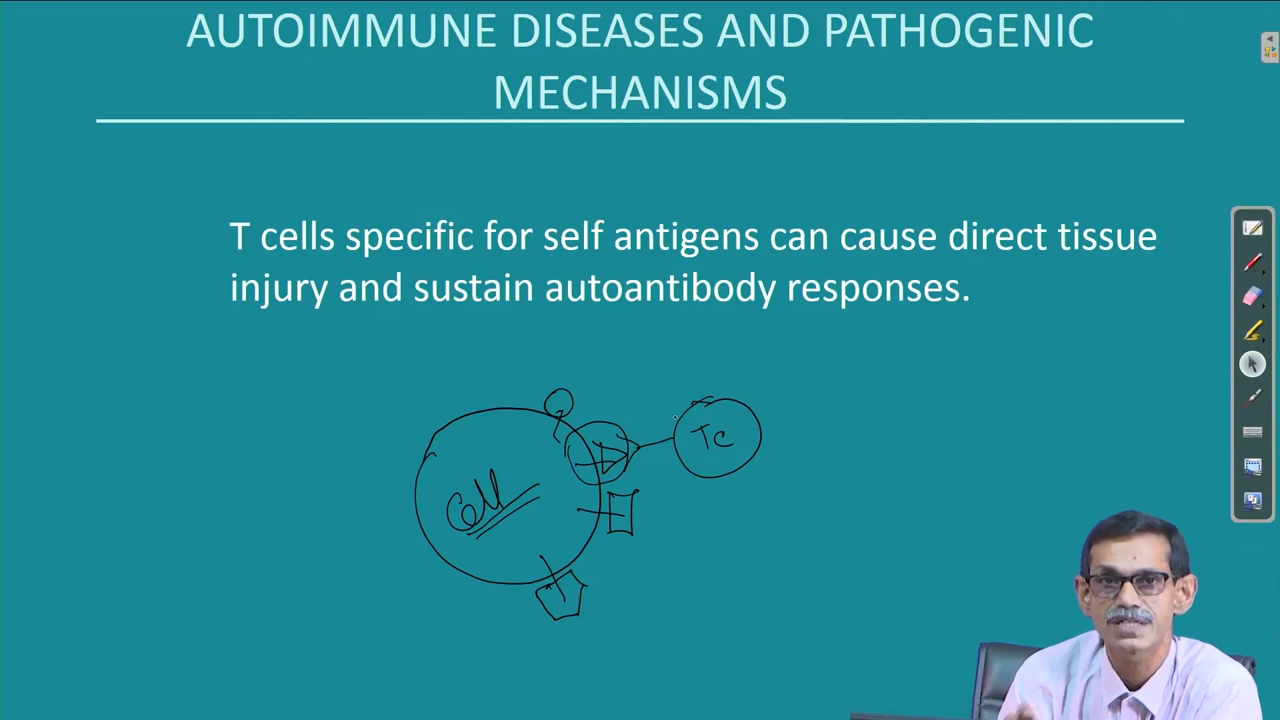 AUTOIMMUNE DISEASES AND PATHOGENIC
MECHANISMS
T cells specific for self antigens can cause direct tissue
injury and sustain autoantibody responses.
Tc
Cell